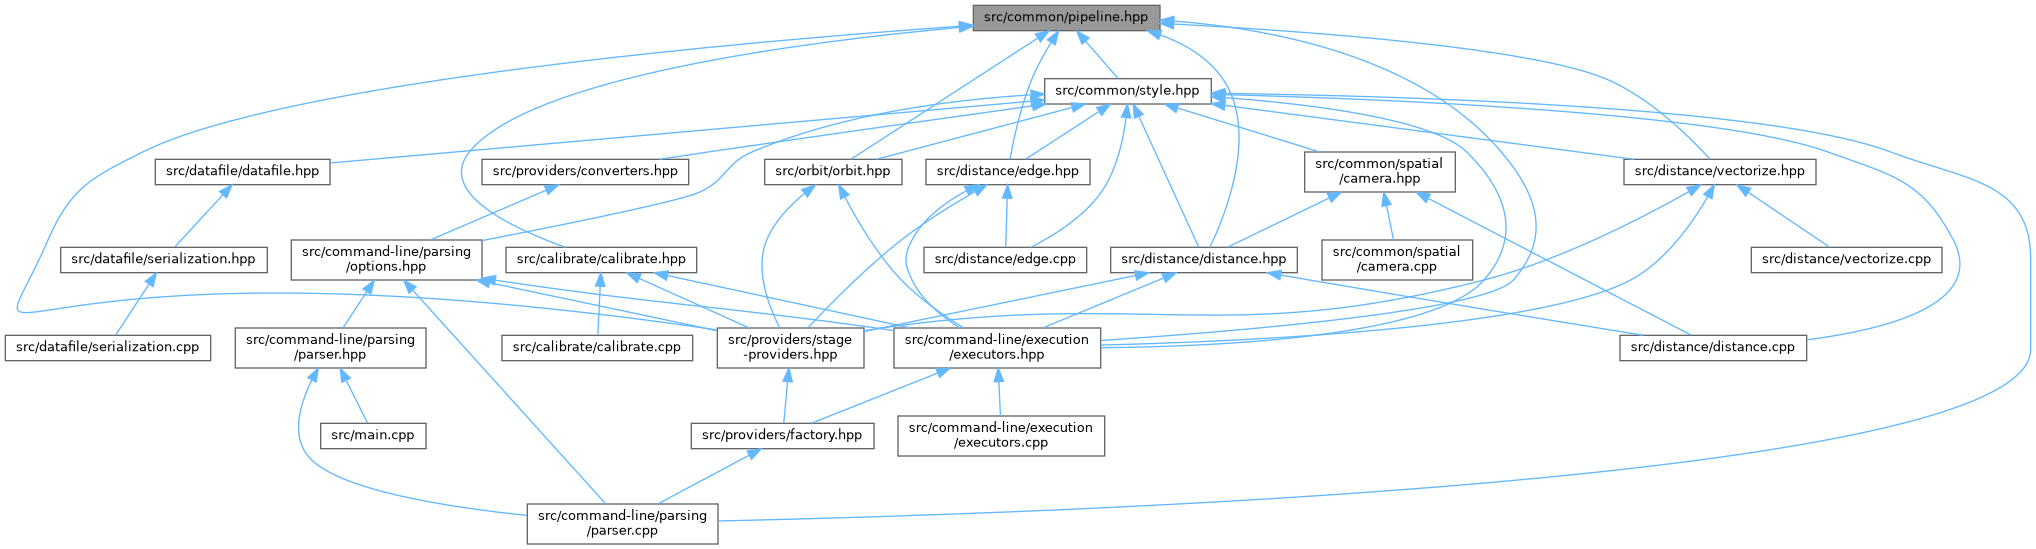 src/common/pipeline.hpp
src/common/style.hpp
src/datafile/datafile.hpp
src/providers/converters.hpp
src/orbit/orbit.hpp
src/distance/edge.hpp
src/common/spatial
/camera.hpp
src/distance/vectorize.hpp
src/datafile/serialization.hpp
src/command-line/parsing
/options.hpp
src/calibrate/calibrate.hpp
src/distance/edge.cpp
src/distance/distance.hpp
src/common/spatial
/camera.cpp
src/distance/vectorize.cpp
src/datafile/serialization.cpp
src/command-line/parsing
/parser.hpp
src/calibrate/calibrate.cpp
src/providers/stage
-providers.hpp
src/command-line/execution
/executors.hpp
src/distance/distance.cpp
src/main.cpp
src/providers/factory.hpp
src/command-line/execution
/executors.cpp
src/command-line/parsing
/parser.cpp